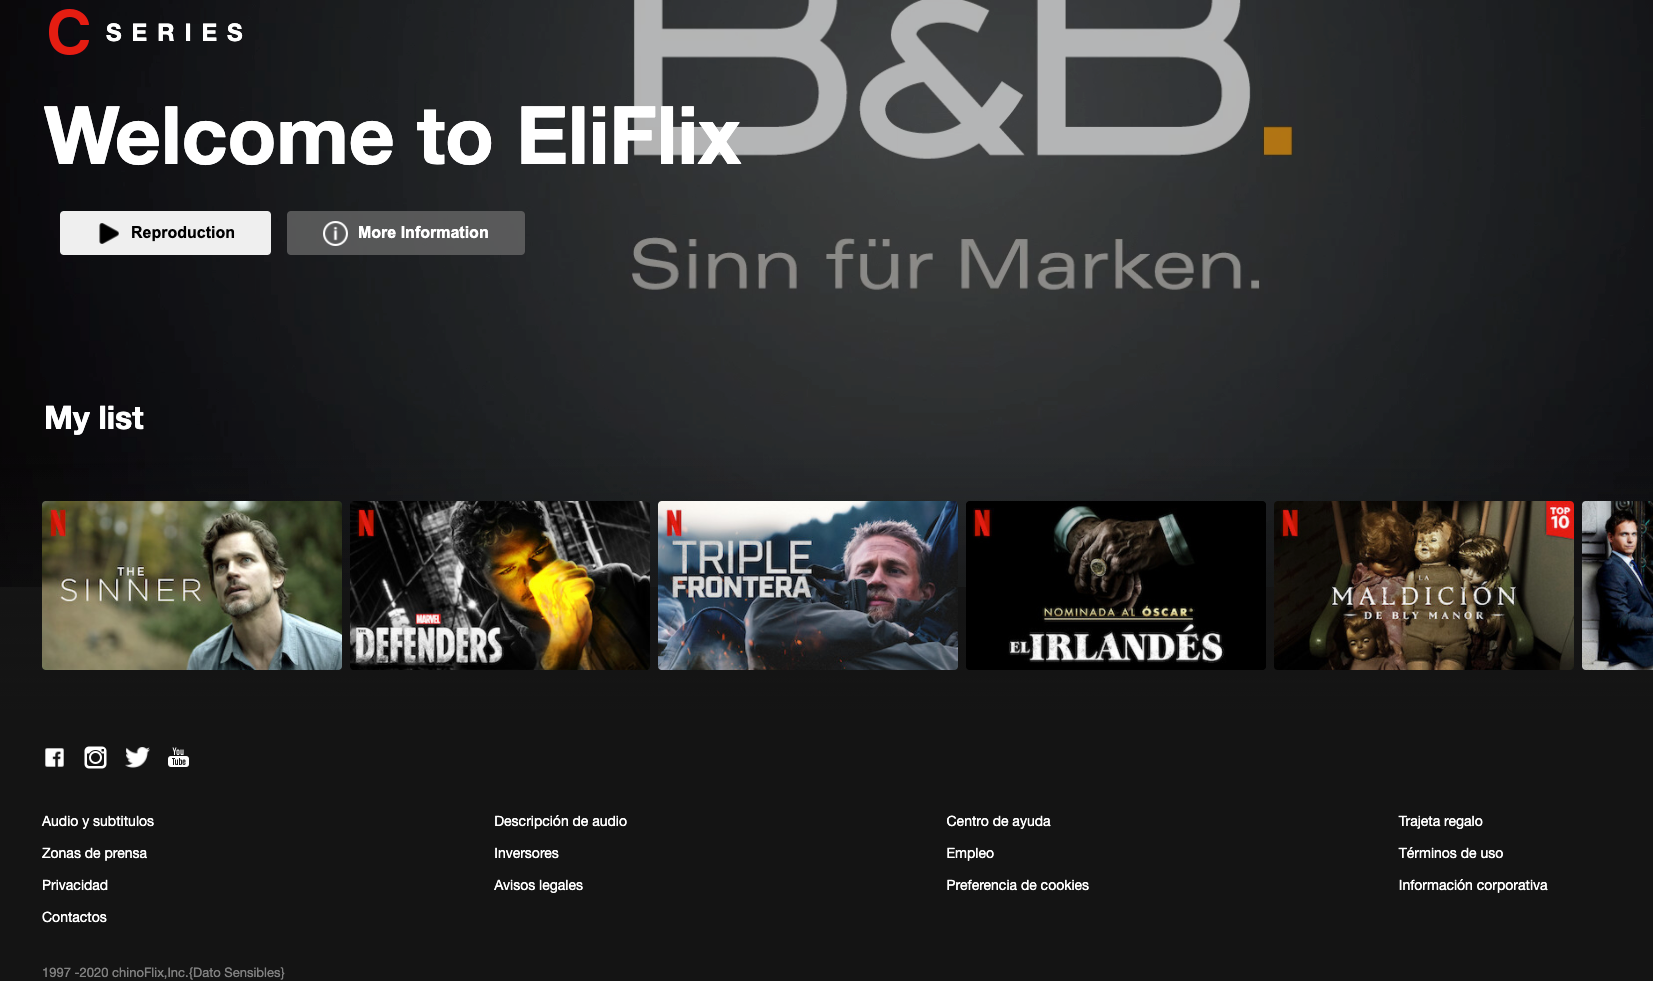 B&B.
C SERIES
Welcome to EliFlix
Reproduction
More Information
Sinn für Marken.
My list
N
THE
SINNER
N
MARVEL
DEFENDERS
N
TRIPLE
FRONTERA
N
NOMINADA AL ÓSCAR®
EL IRLANDÉS
N
TOP
10
LA
MALDICIÓN
DE BLY MANOR
You
Tube
Audio y subtitulos
Descripción de audio
Centro de ayuda
Trajeta regalo
Zonas de prensa
Inversores
Empleo
Términos de uso
Privacidad
Avisos legales
Preferencia de cookies
Información corporativa
Contactos
1997 -2020 chinoFlix,Inc.{Dato Sensibles}